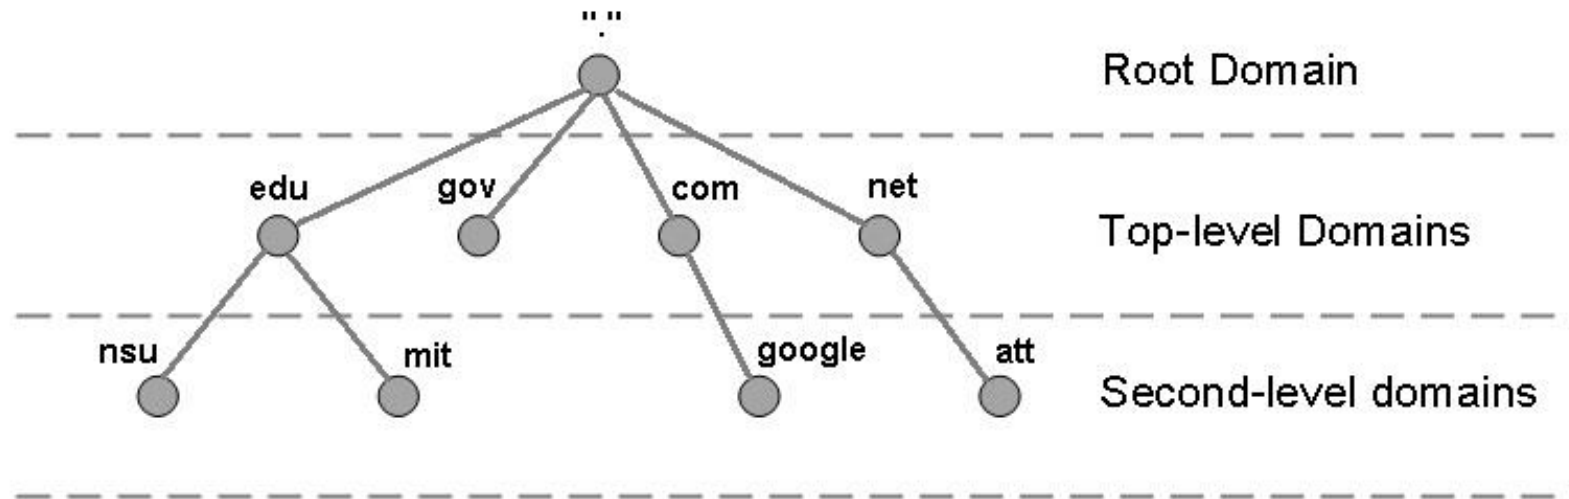 "."
Root Domain
edu gov com net
Top-level Domains
nsu mit google att
Second-level domains